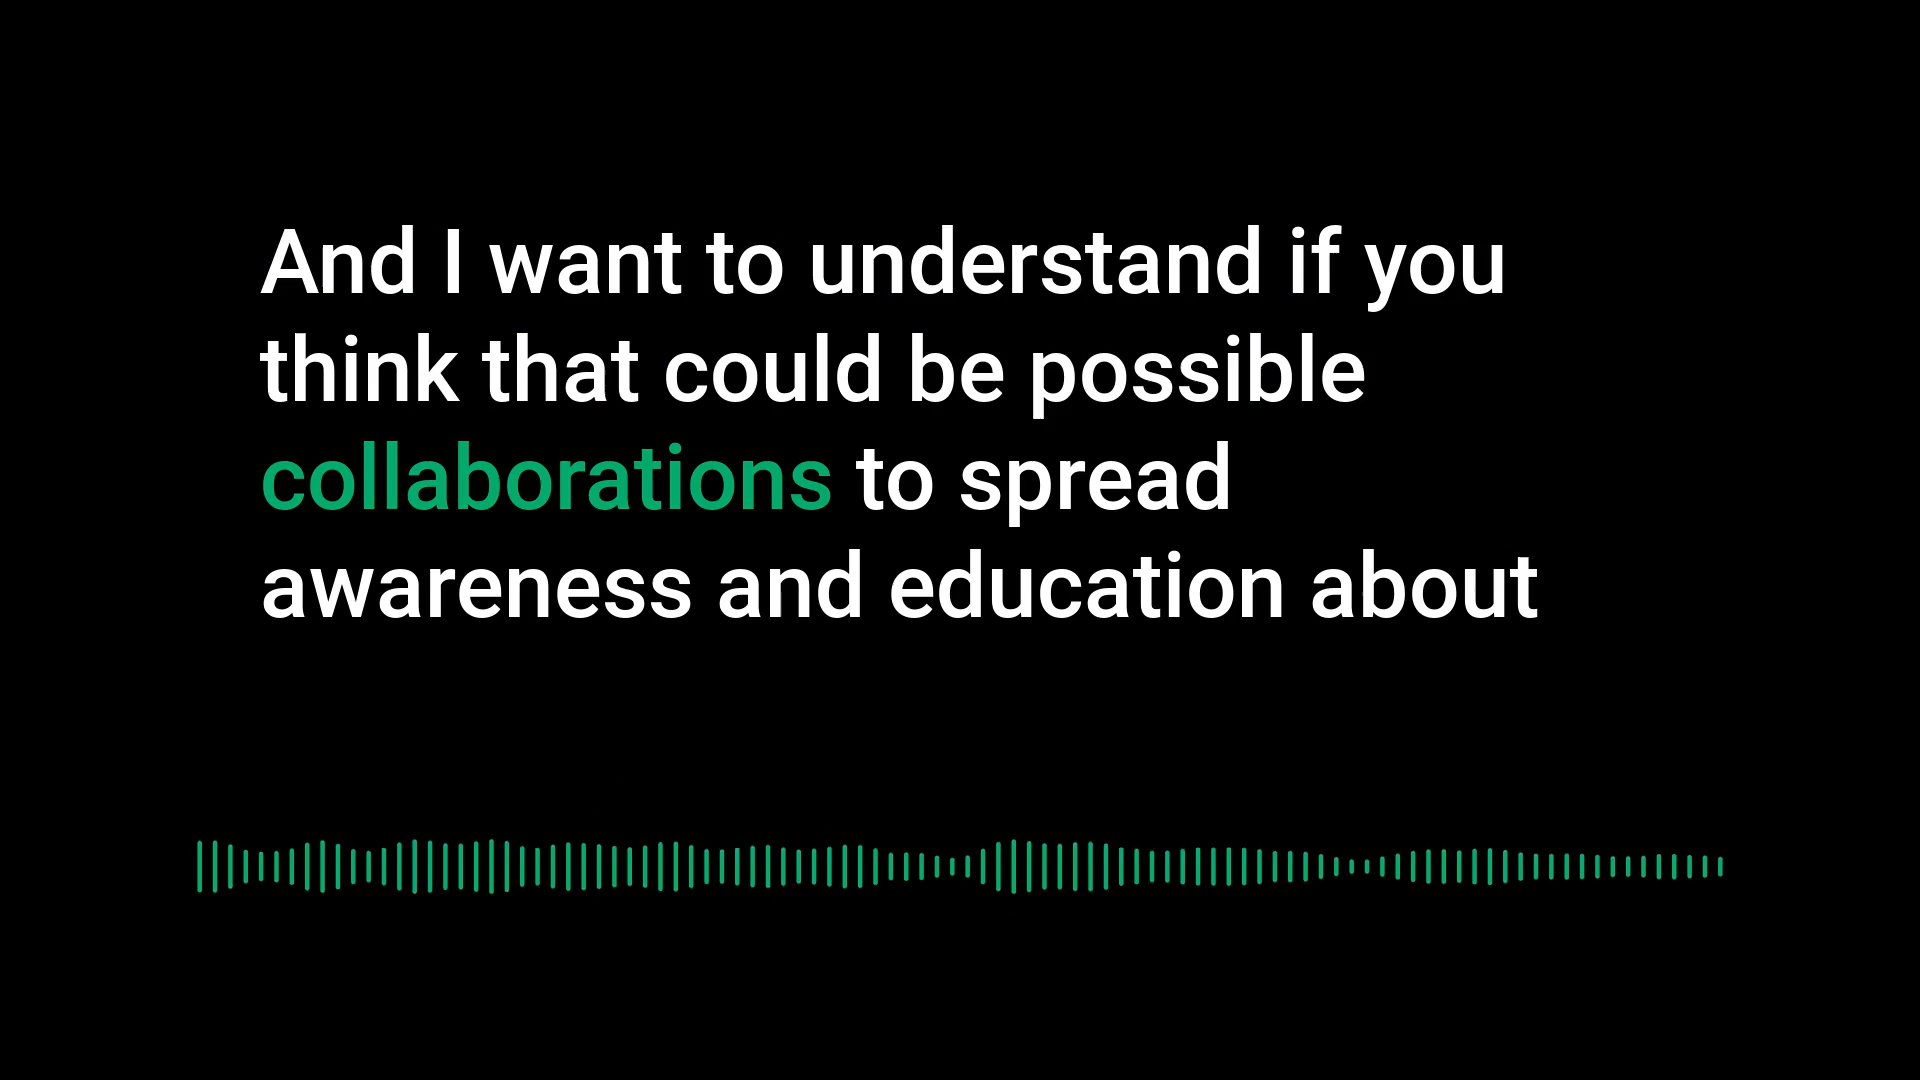 And I want to understand if you
think that could be possible
collaborations to spread
awareness and education about